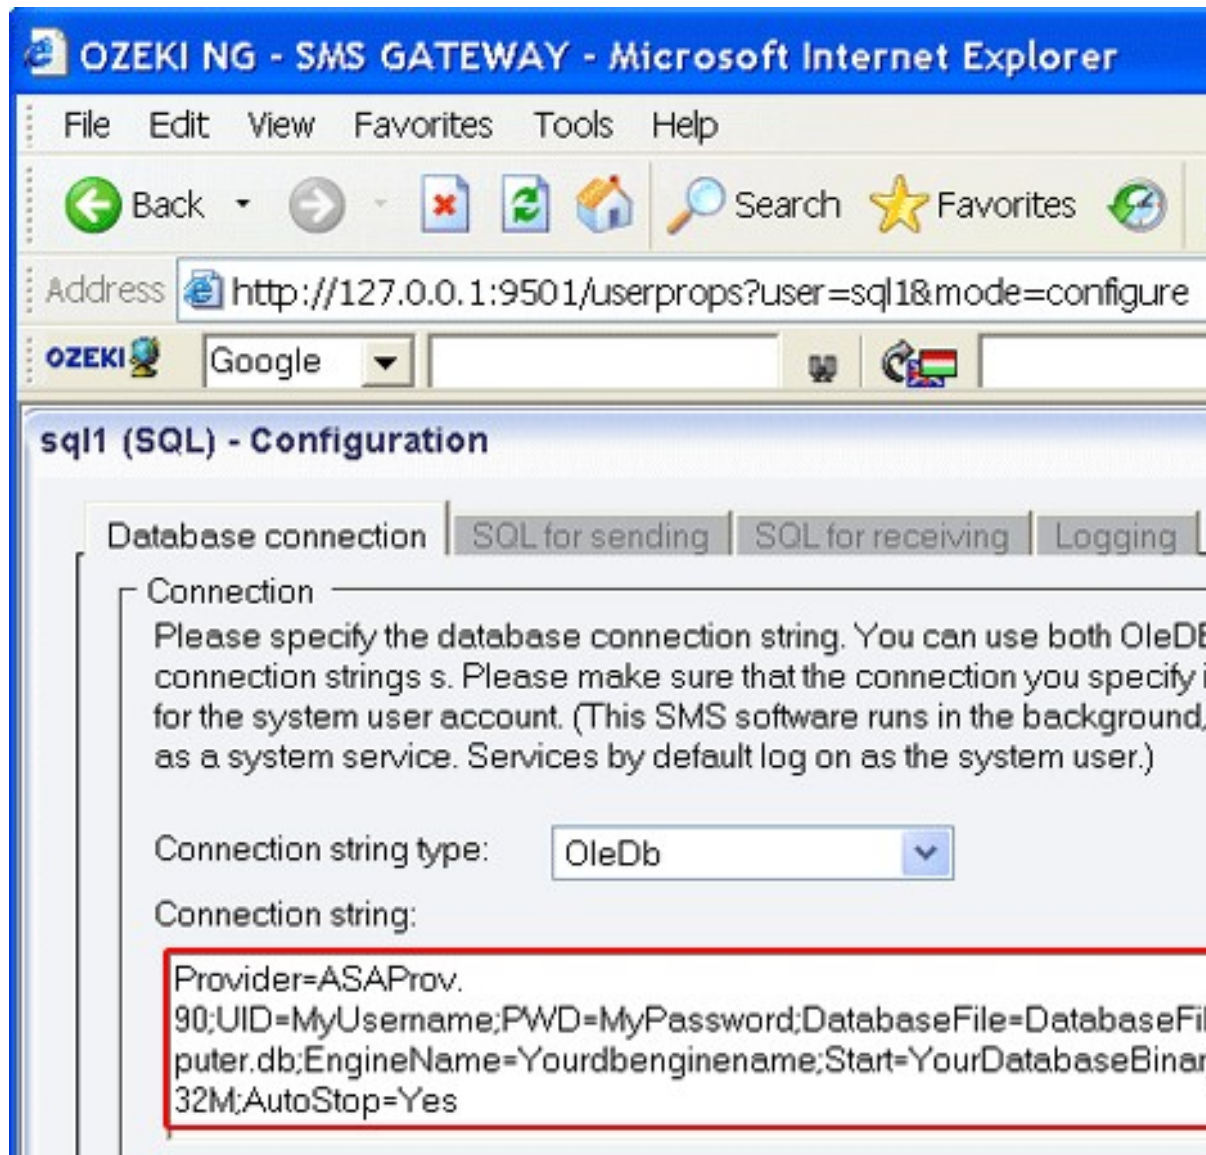 OZEKI NG - SMS GATEWAY - Microsoft Internet Explorer
File Edit View Favorites Tools Help
Back Search Favorites
Address http://127.0.0.1:9501/userprops?user=sql1&mode=configure
OZEKI Google
sql1 (SQL) - Configuration
Database connection SQL for sending SQL for receiving Logging
Connection
Please specify the database connection string. You can use both OleDB
connection strings s. Please make sure that the connection you specify i
for the system user account. (This SMS software runs in the background,
as a system service. Services by default log on as the system user.)
Connection string type: OleDb
Connection string:
Provider=ASAProv.
90;UID=MyUsername;PWD=MyPassword;DatabaseFile=DatabaseFil
puter.db;EngineName=Yourdbenginename;Start=YourDatabaseBinar
32M;AutoStop=Yes